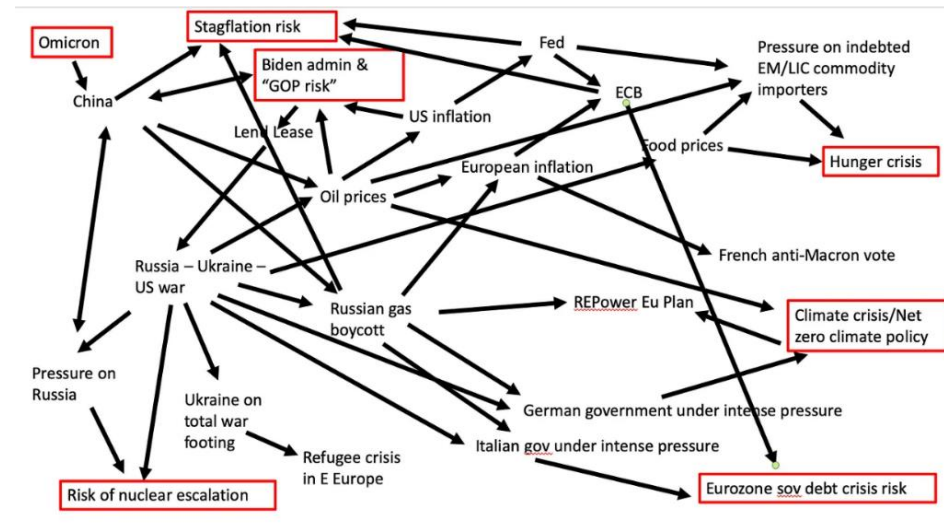 Omicron
Stagflation risk
Fed
Pressure on indebted
EM/LIC commodity
importers
Biden admin &
“GOP risk”
China
ECB
US inflation
Lend Lease
Food prices
Hunger crisis
European inflation
Oil prices
French anti-Macron vote
Russia – Ukraine –
US war
Russian gas
boycott
REPower Eu Plan
Climate crisis/Net
zero climate policy
Pressure on
Russia
Ukraine on
total war
footing
German government under intense pressure
Italian gov under intense pressure
Refugee crisis
in E Europe
Risk of nuclear escalation
Eurozone sov debt crisis risk